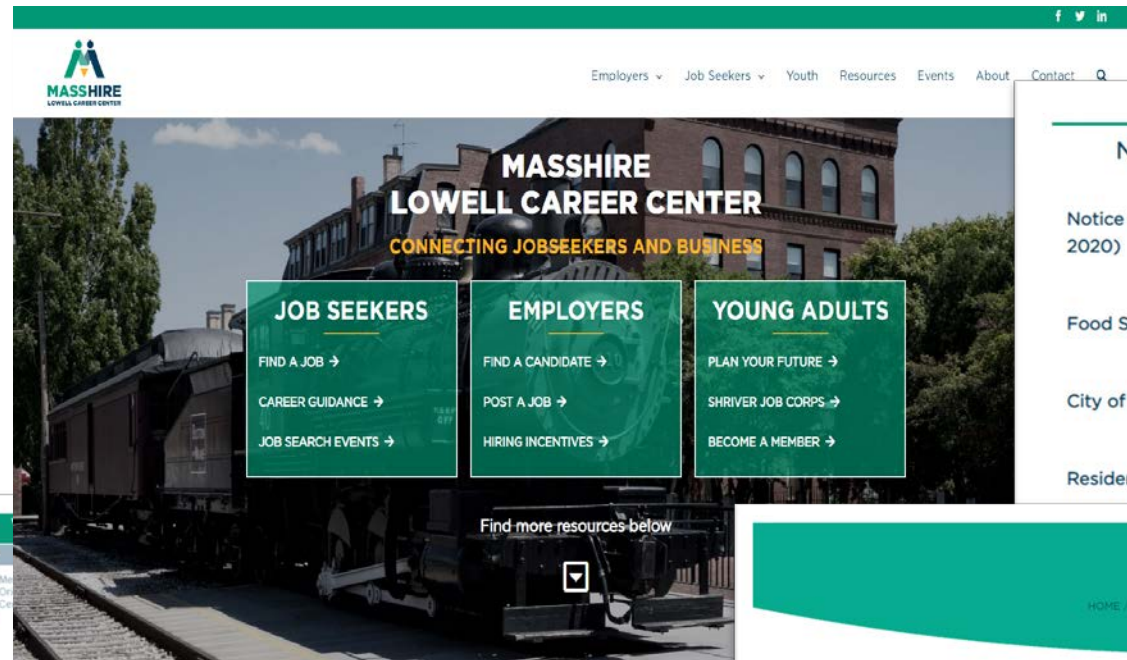 f in
MASSHIRE
LOWELL CAREER CENTER
Employers Job Seekers Youth Resources Events About Contact
MASSHIRE
LOWELL CAREER CENTER
CONNECTING JOBSEEKERS AND BUSINESS
JOB SEEKERS
FIND A JOB →
CAREER GUIDANCE →
JOB SEARCH EVENTS →
EMPLOYERS
FIND A CANDIDATE →
POST A JOB →
HIRING INCENTIVES →
YOUNG ADULTS
PLAN YOUR FUTURE →
SHRIVER JOB CORPS →
BECOME A MEMBER →
Find more resources below
N
Notice
2020)
Food S
City of
Reside
HOME /